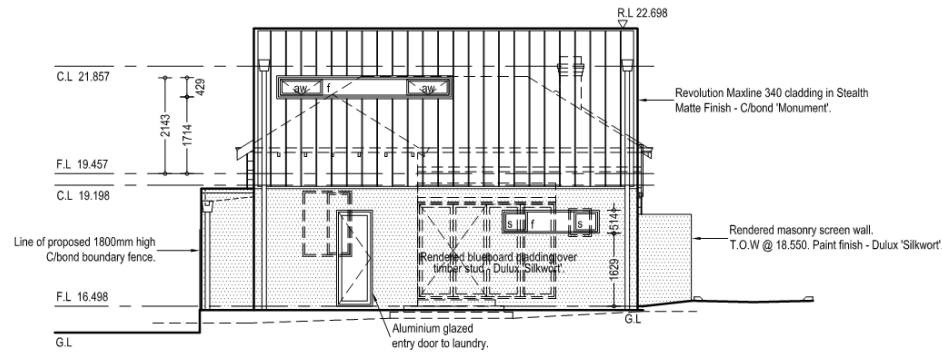 R.L 22.698
C.L 21.857
429
2143
1714
aw f aw
Revolution Maxline 340 cladding in Stealth
Matte Finish - C/bond 'Monument'.
F.L 19.457
C.L 19.198
s f s
514
Line of proposed 1800mm high
C/bond boundary fence.
Rendered blueboard cladding over
timber stud - Dulux 'Silkwort'.
1629
Rendered masonry screen wall.
T.O.W @ 18.550. Paint finish - Dulux 'Silkwort'.
F.L 16.498
G.L
G.L
Aluminium glazed
entry door to laundry.